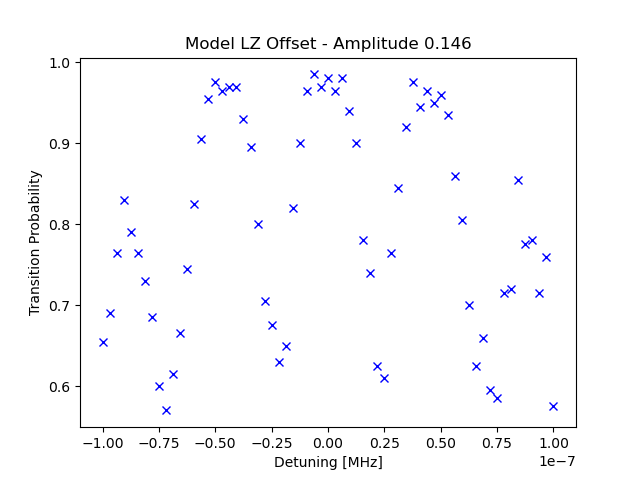 Model LZ Offset - Amplitude 0.146
Transition Probability
1.0
0.9
0.8
0.7
0.6
−1.00 −0.75 −0.50 −0.25 0.00 0.25 0.50 0.75 1.00
1e−7
Detuning [MHz]